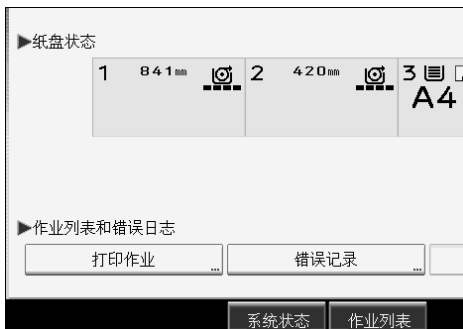 ▶纸盘状态
1 841mm 2 420mm 3
A4
▶作业列表和错误日志
打印作业 错误记录
系统状态 作业列表